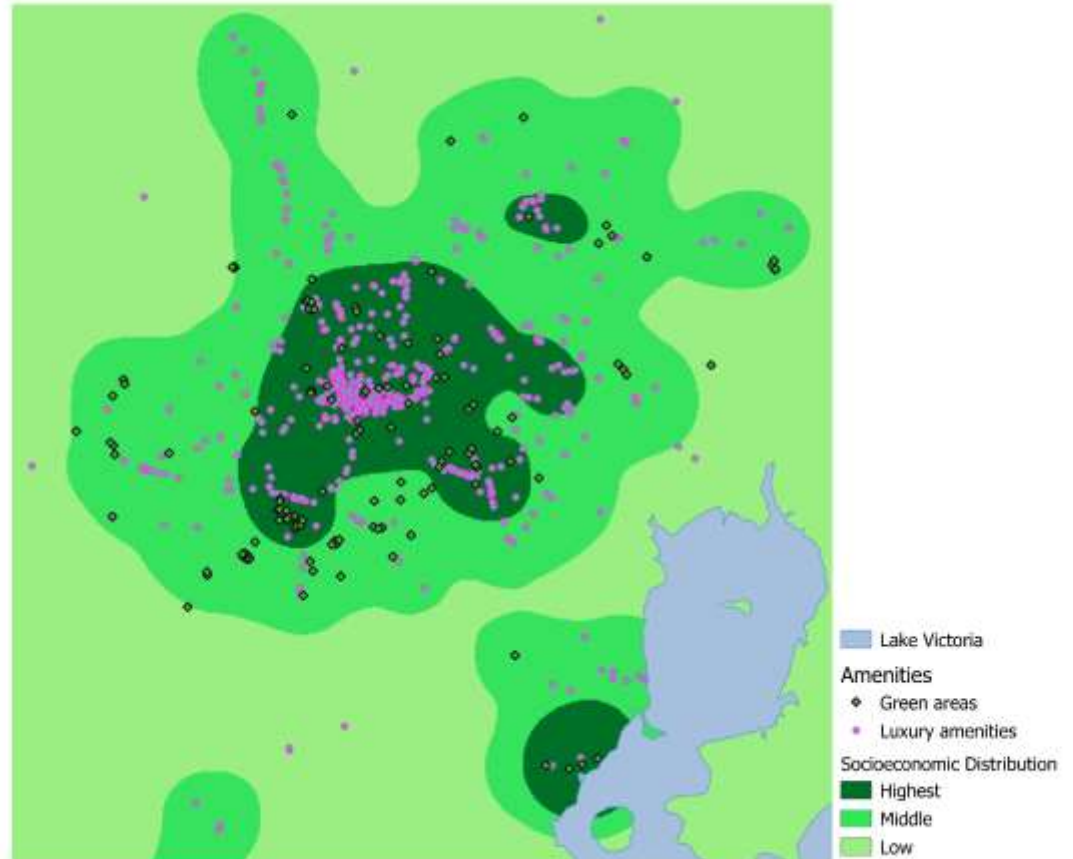 Lake Victoria
Amenities
Green areas
Luxury amenities
Socioeconomic Distribution
Highest
Middle
Low